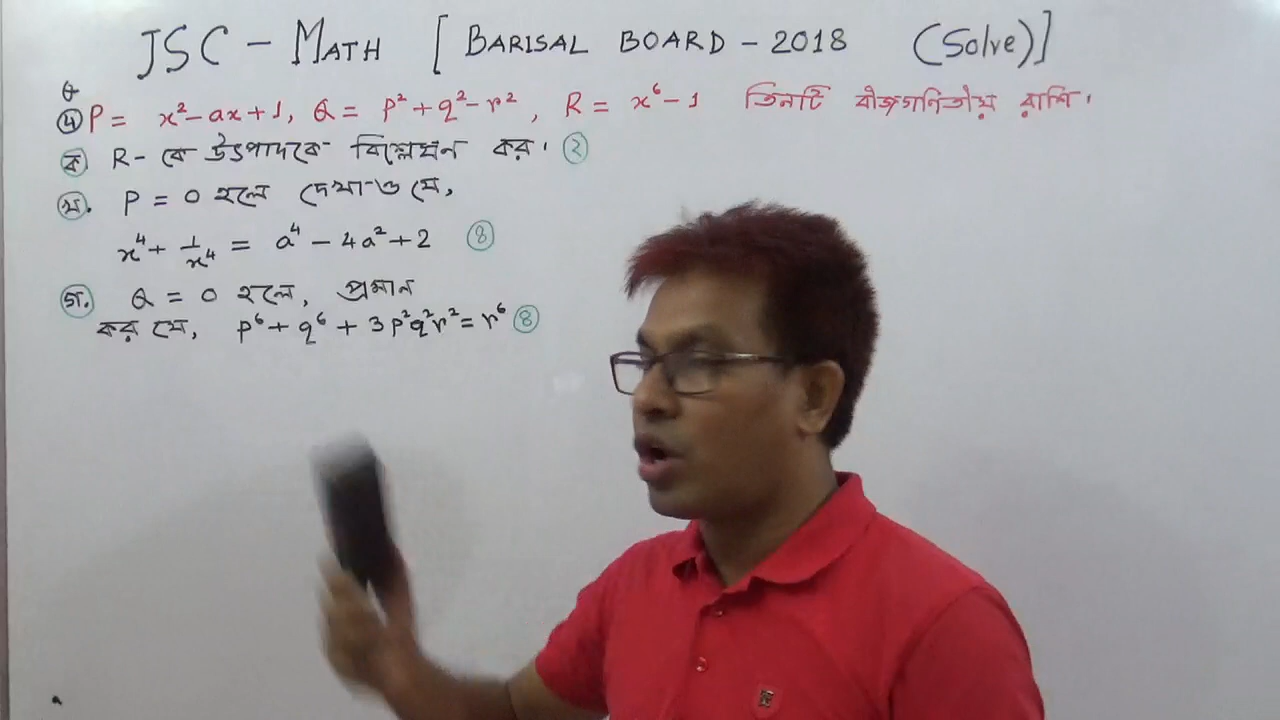 JSC - MATH [ BARISAL BOARD - 2018 (Solve)]
Q
৫ P = x² - ax + 1, Q = p² + q² - r², R = x⁶ - 1 তিনটি বীজগণিতীয় রাশি।
ক R - কে উৎপাদকে বিশ্লেষন কর। ২
খ. P = 0 হলে দেখাও যে,
x⁴ + 1/x⁴ = a⁴ - 4a² + 2 ৪
গ. Q = 0 হলে, প্রমান
কর যে, p⁶ + q⁶ + 3p²q²r² = r⁶ ৪